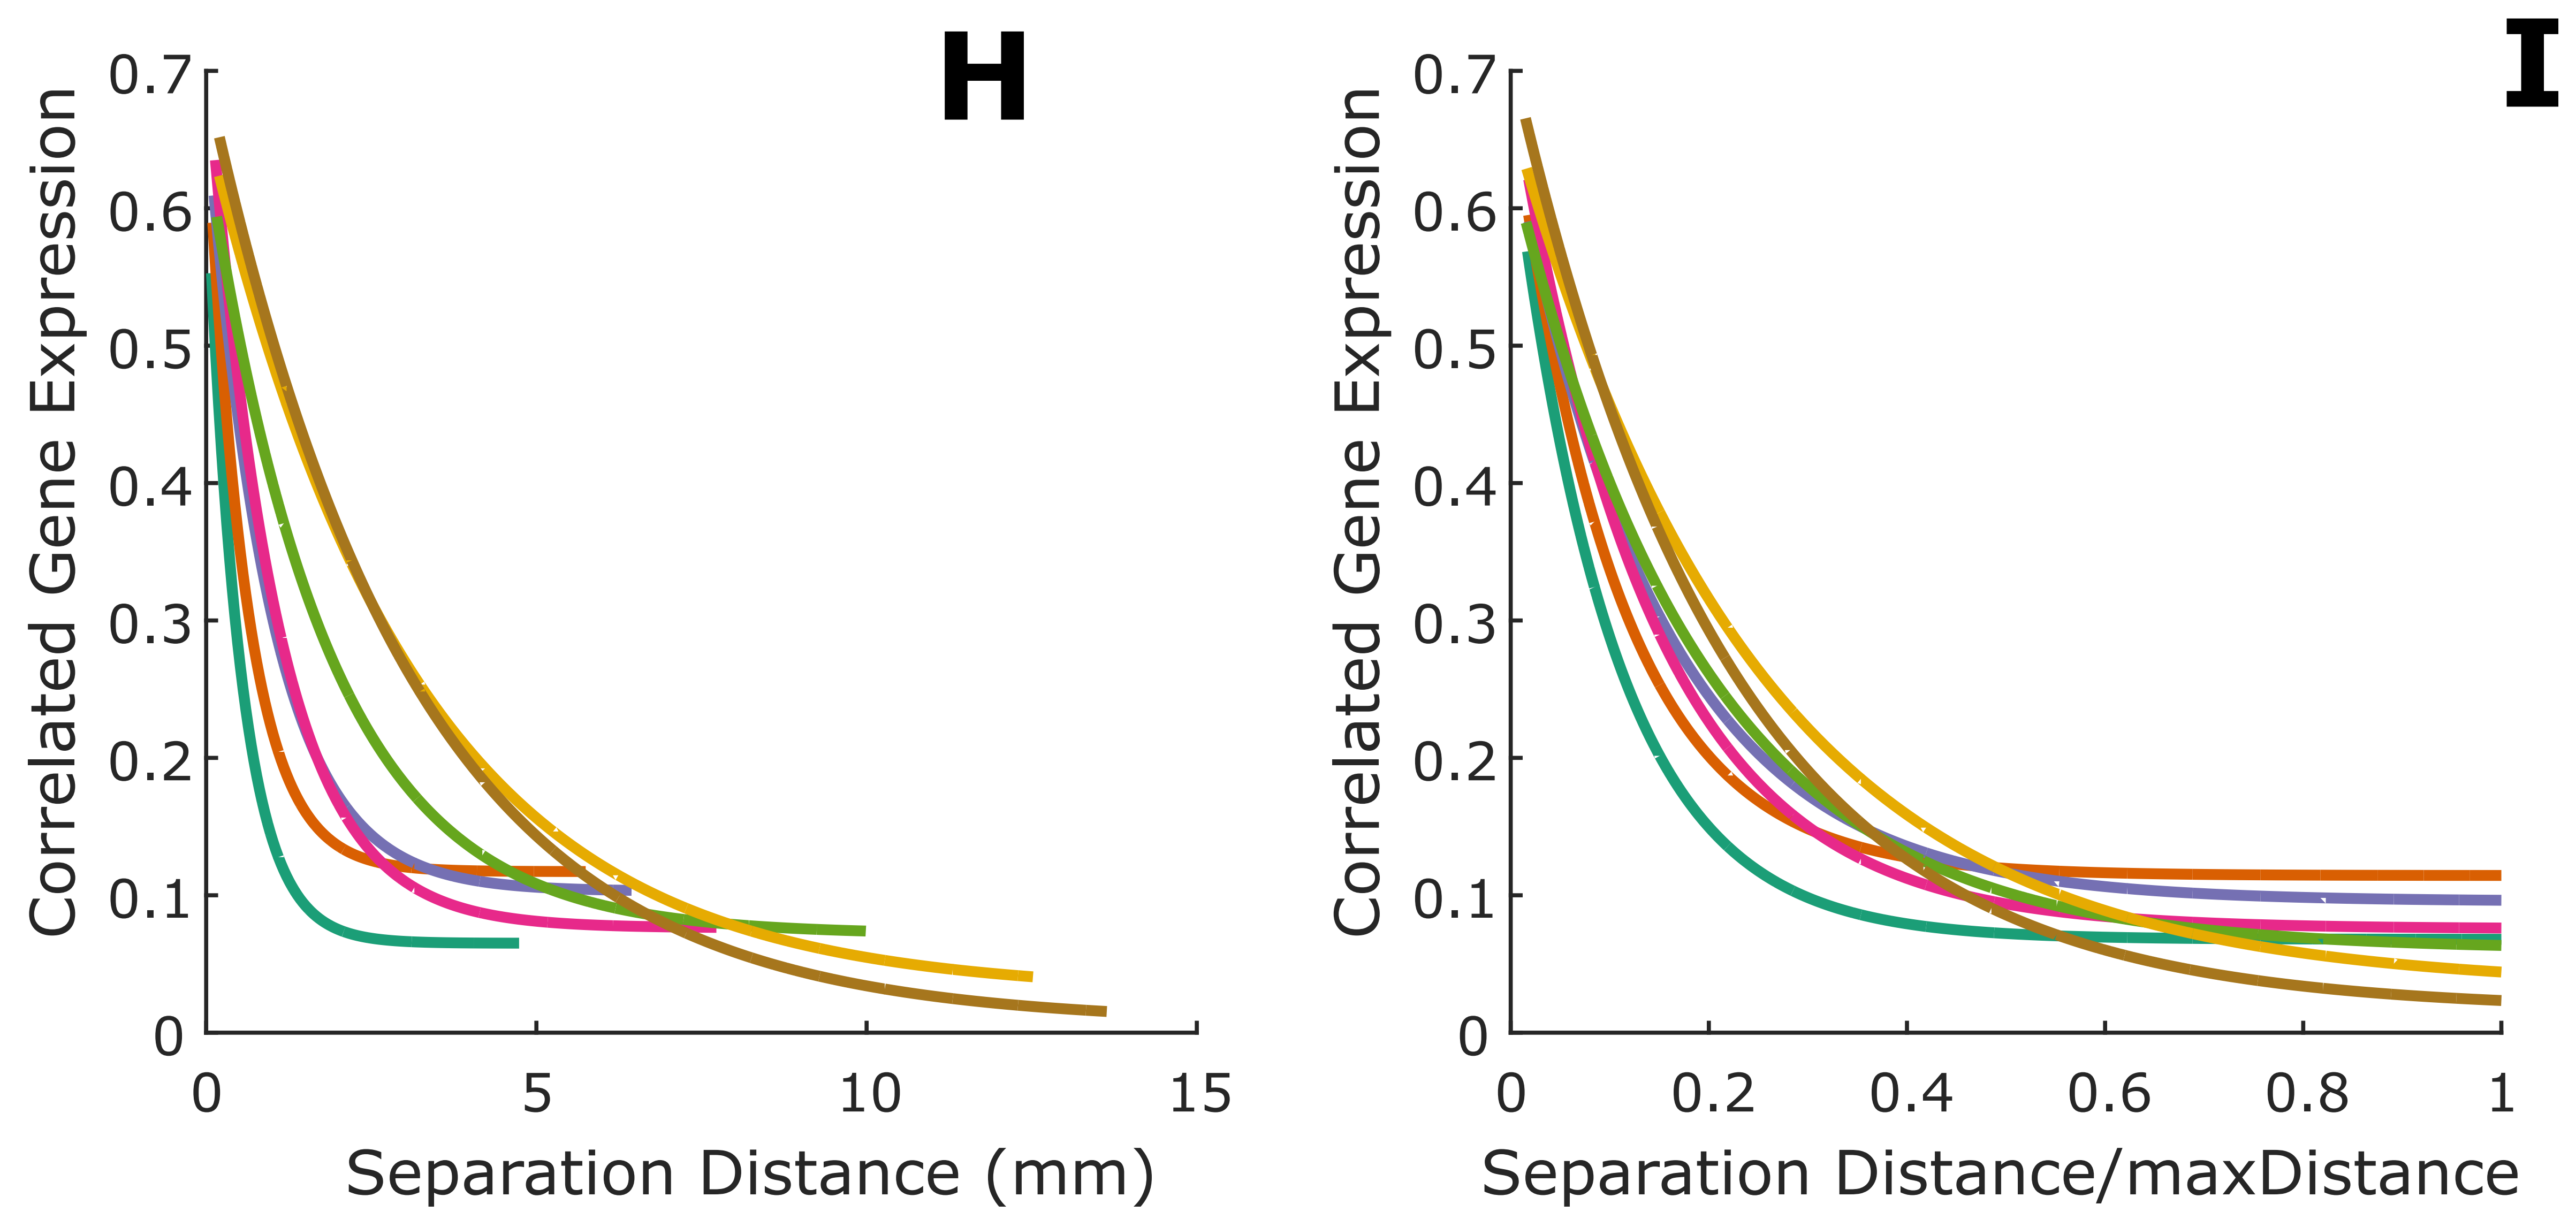 H
Correlated Gene Expression
0.7
0.6
0.5
0.4
0.3
0.2
0.1
0
0 5 10 15
Separation Distance (mm)
I
Correlated Gene Expression
0.7
0.6
0.5
0.4
0.3
0.2
0.1
0
0 0.2 0.4 0.6 0.8 1
Separation Distance/maxDistance